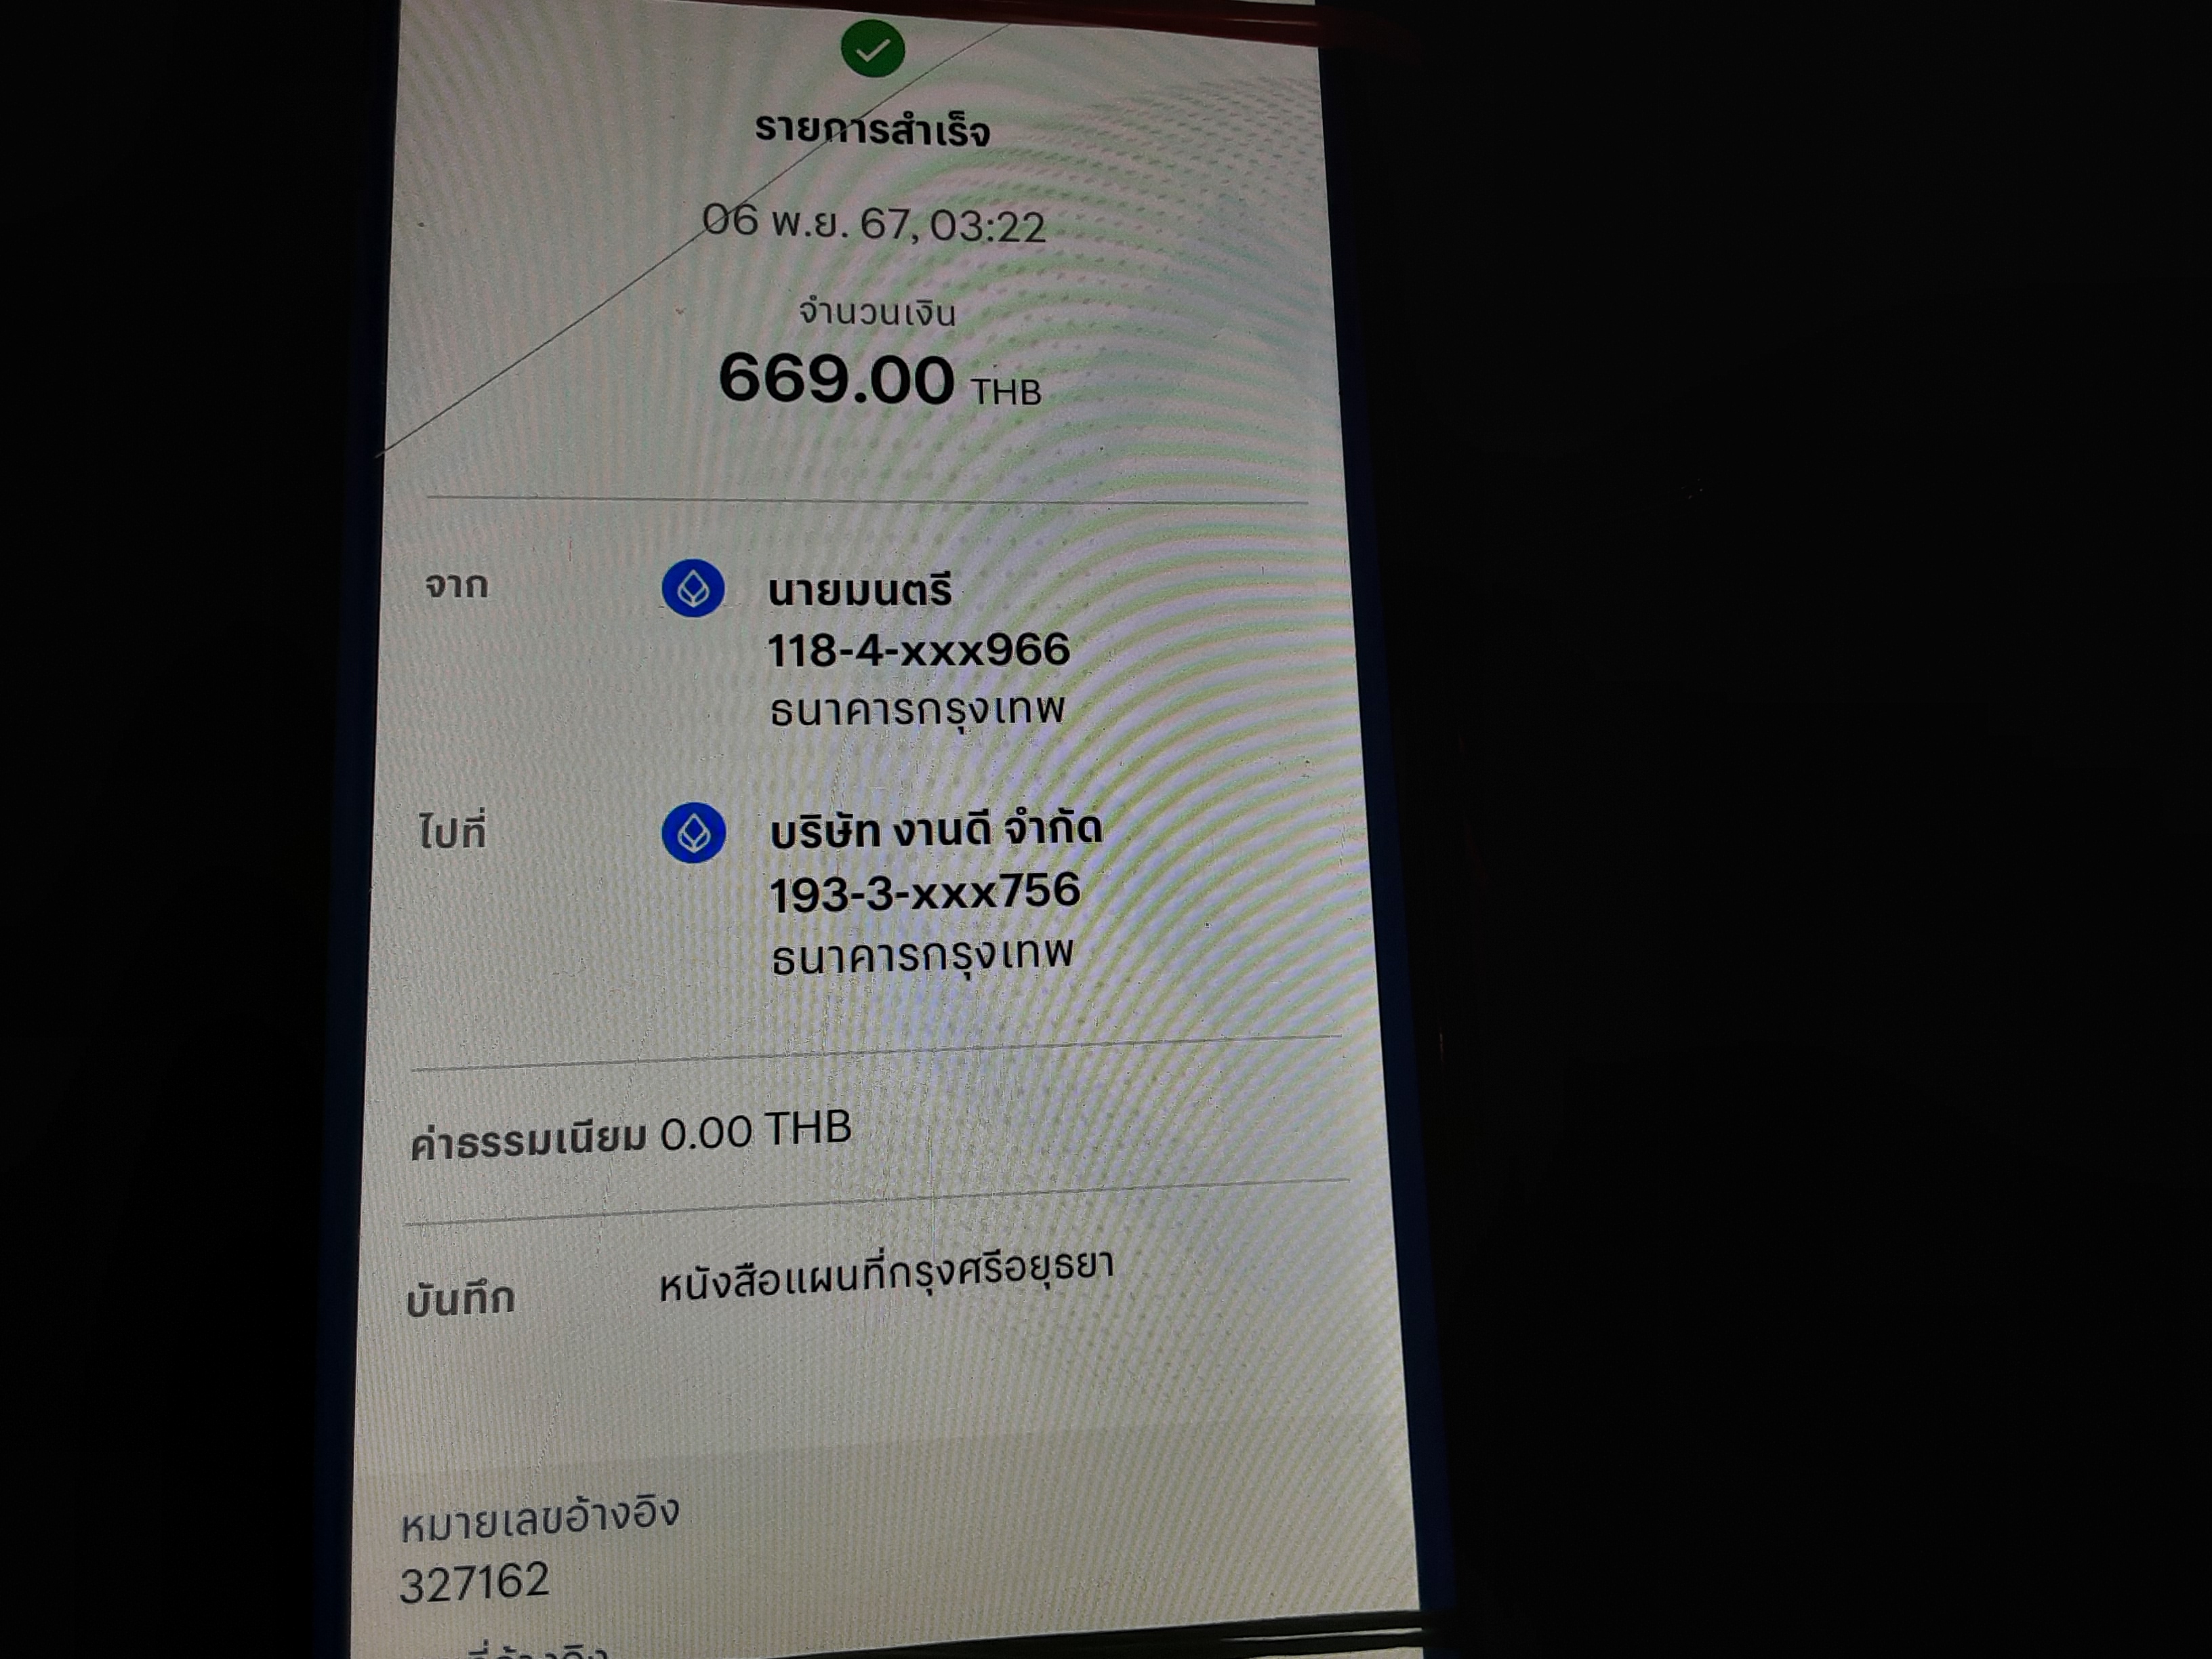 รายการสำเร็จ
06 พ.ย. 67, 03:22
จำนวนเงิน
669.00 THB
จาก นายมนตรี
118-4-xxx966
ธนาคารกรุงเทพ
ไปที่ บริษัท งานดี จำกัด
193-3-xxx756
ธนาคารกรุงเทพ
ค่าธรรมเนียม 0.00 THB
บันทึก หนังสือแผนที่กรุงศรีอยุธยา
หมายเลขอ้างอิง
327162